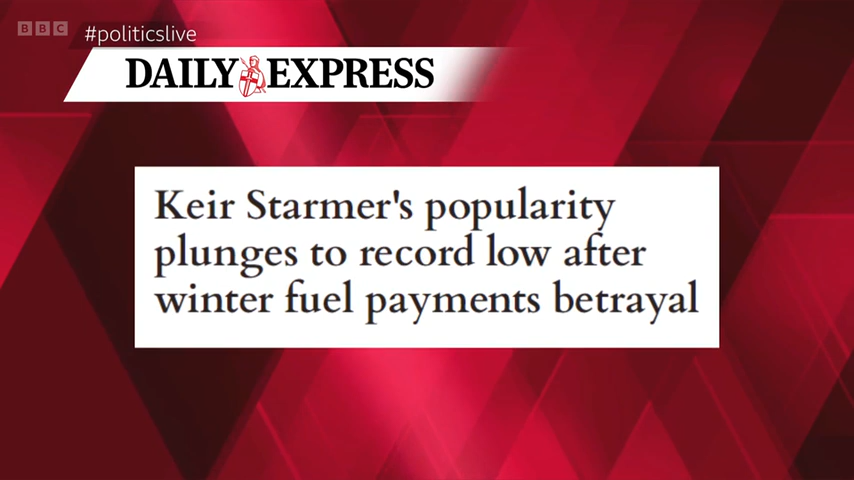 BBC
#politicslive
DAILY EXPRESS
Keir Starmer's popularity
plunges to record low after
winter fuel payments betrayal